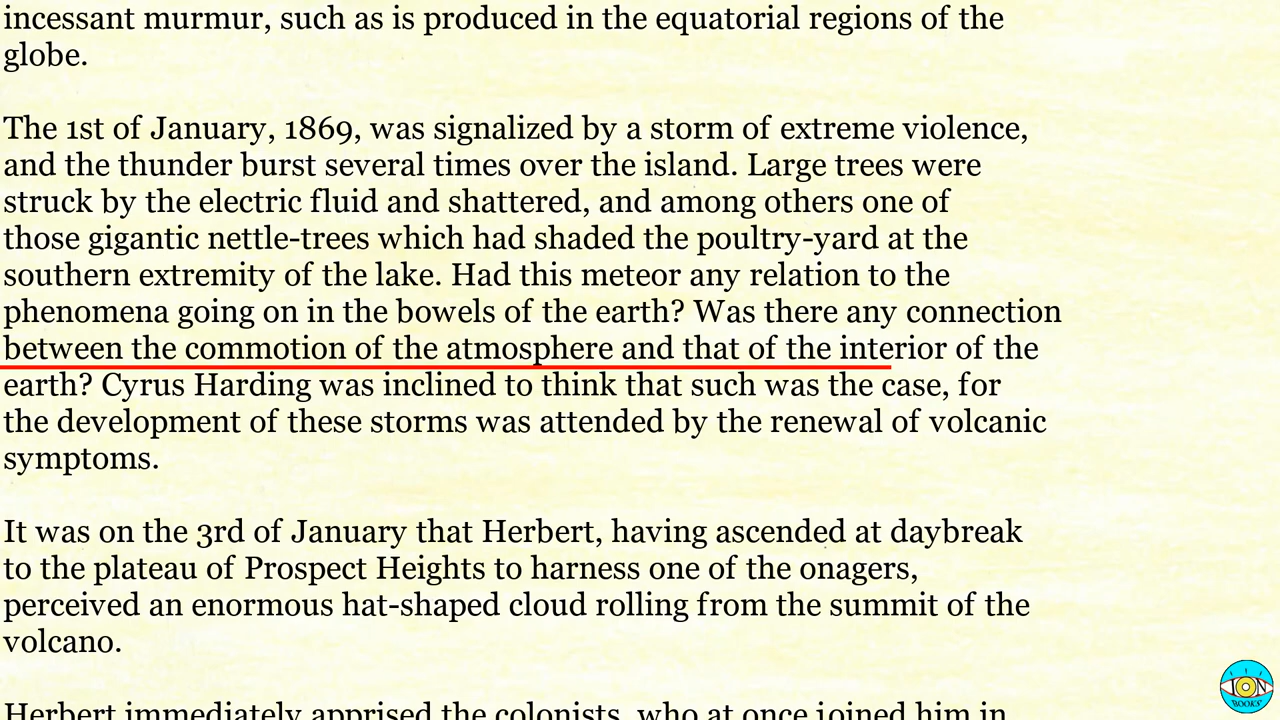 incessant murmur, such as is produced in the equatorial regions of the
globe.
The 1st of January, 1869, was signalized by a storm of extreme violence,
and the thunder burst several times over the island. Large trees were
struck by the electric fluid and shattered, and among others one of
those gigantic nettle-trees which had shaded the poultry-yard at the
southern extremity of the lake. Had this meteor any relation to the
phenomena going on in the bowels of the earth? Was there any connection
between the commotion of the atmosphere and that of the interior of the
earth? Cyrus Harding was inclined to think that such was the case, for
the development of these storms was attended by the renewal of volcanic
symptoms.
It was on the 3rd of January that Herbert, having ascended at daybreak
to the plateau of Prospect Heights to harness one of the onagers,
perceived an enormous hat-shaped cloud rolling from the summit of the
volcano.
Herbert immediately apprised the colonists, who at once joined him in
ION
BOOKS